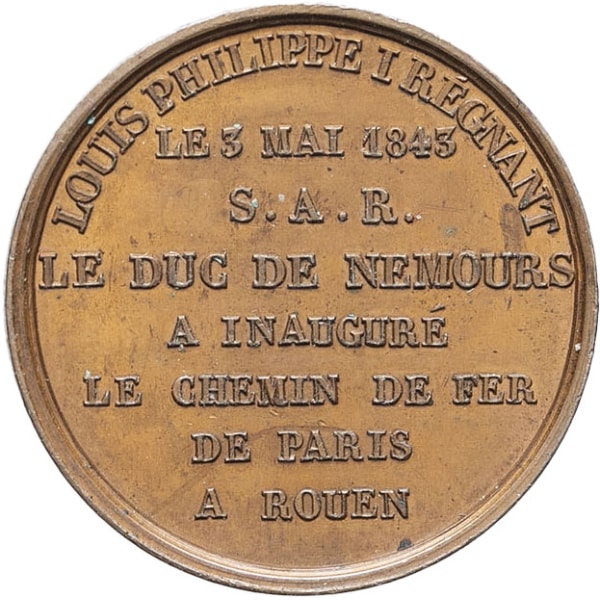 LOUIS PHILIPPE I RÉGNANT
LE 3 MAI 1843
S.A.R.
LE DUC DE NEMOURS
A INAUGURÉ
LE CHEMIN DE FER
DE PARIS
A ROUEN